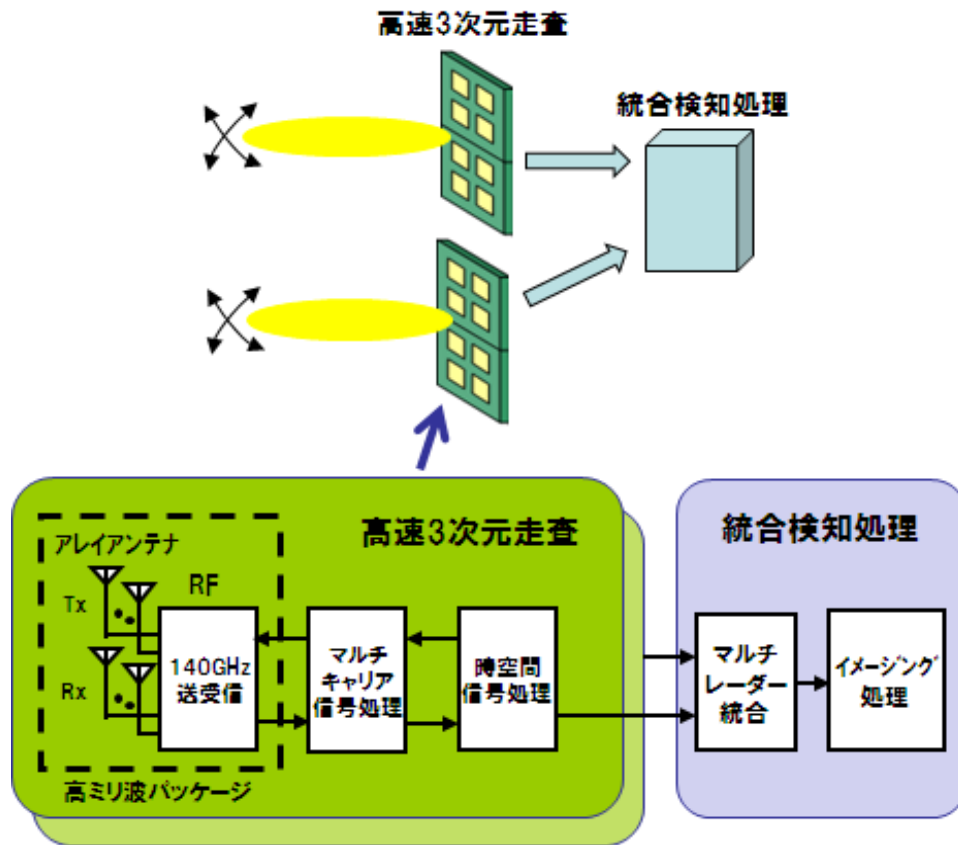 高速3次元走査
統合検知処理
高速3次元走査
統合検知処理
アレイアンテナ
RF
Tx
Rx
140GHz
送受信
マルチ
キャリア
信号処理
時空間
信号処理
マルチ
レーダー
統合
イメージング
処理
高ミリ波パッケージ